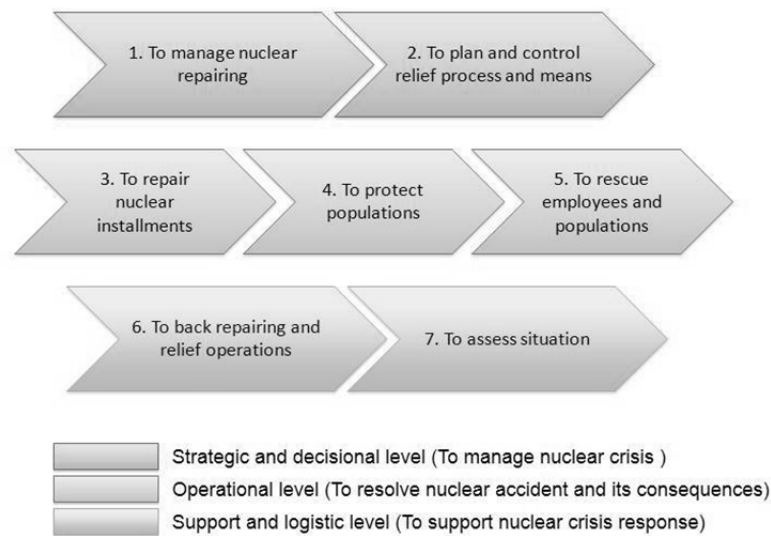 1. To manage nuclear
repairing
2. To plan and control
relief process and means
3. To repair
nuclear
installments
4. To protect
populations
5. To rescue
employees and
populations
6. To back repairing and
relief operations
7. To assess situation
Strategic and decisional level (To manage nuclear crisis )
Operational level (To resolve nuclear accident and its consequences)
Support and logistic level (To support nuclear crisis response)